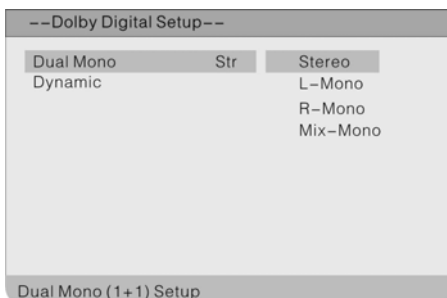 --Dolby Digital Setup--
Dual Mono Str Stereo
Dynamic L-Mono
R-Mono
Mix-Mono
Dual Mono (1+1) Setup